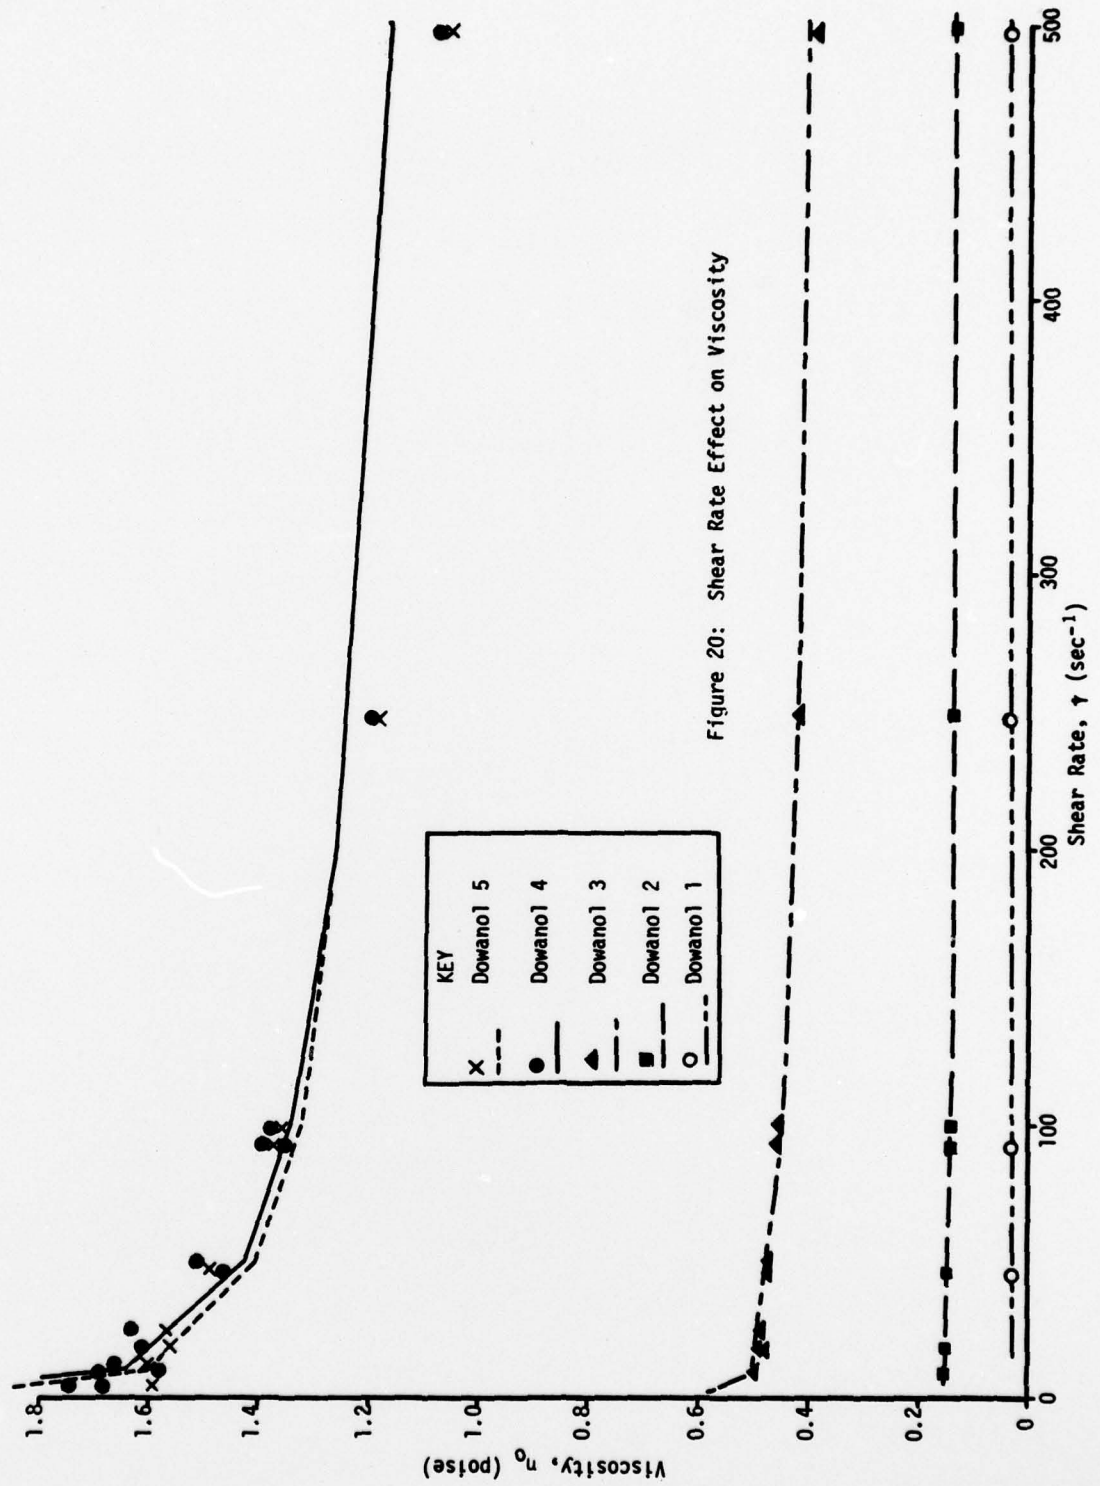 1.8
1.6
1.4
1.2
1.0
0.8
0.6
0.4
0.2
0
Viscosity, η₀ (poise)
KEY
Dowanol 5
Dowanol 4
Dowanol 3
Dowanol 2
Dowanol 1
Figure 20: Shear Rate Effect on Viscosity
0
100
200
300
400
500
Shear Rate, † (sec⁻¹)